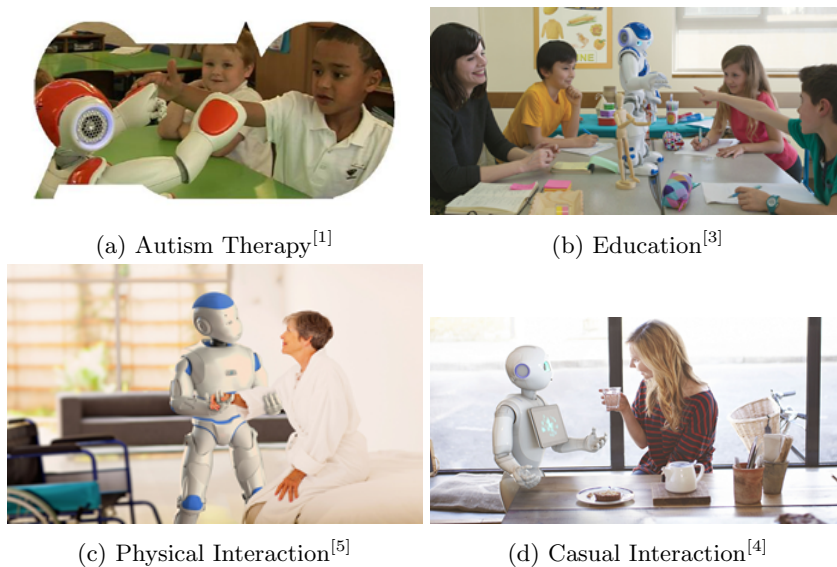 (a) Autism Therapy[1]
(b) Education[3]
(c) Physical Interaction[5]
(d) Casual Interaction[4]